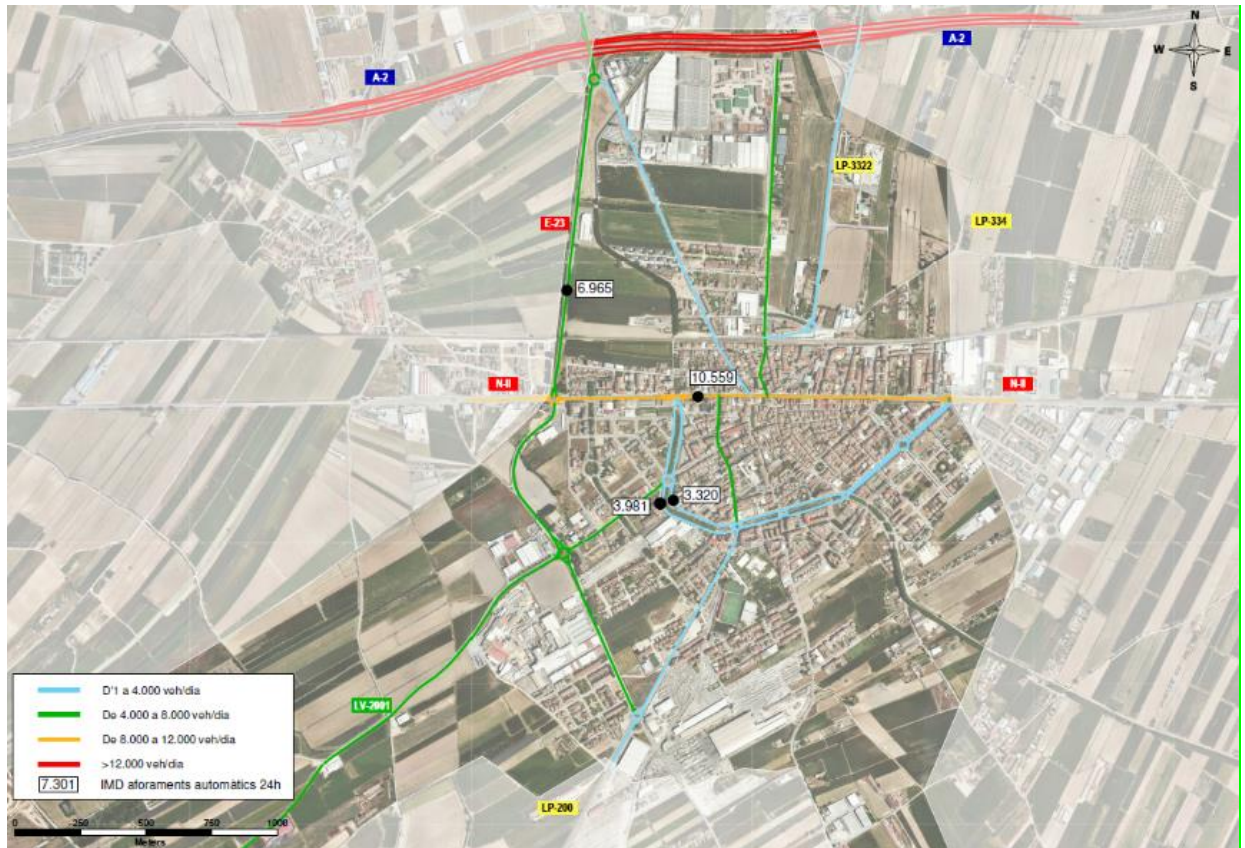 N
W E
S
A-2
A-2
LP-3322
E-23
LP-334
6.965
10.559
N-II
N-II
3.981
3.320
D'1 a 4.000 veh/dia
De 4.000 a 8.000 veh/dia
De 8.000 a 12.000 veh/dia
>12.000 veh/dia
7.301 IMD aforaments automàtics 24h
LV-2001
LP-200
0 250 500 750 1000
Meters